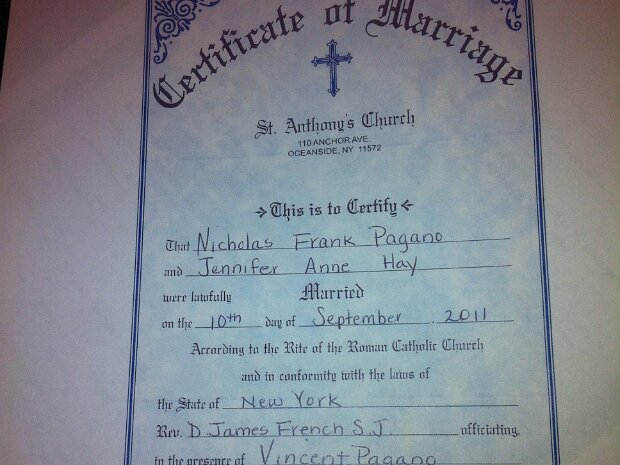 Certificate of Marriage
St. Anthony's Church
110 ANCHOR AVE.
OCEANSIDE, NY 11572
This is to Certify
That Nicholas Frank Pagano
and Jennifer Anne Hay
were lawfully Married
on the 10th day of September, 2011
According to the Rite of the Roman Catholic Church
and in conformity with the laws of
the State of New York
Rev. D. James French S.J. officiating.
in the presence of Vincent Pagano